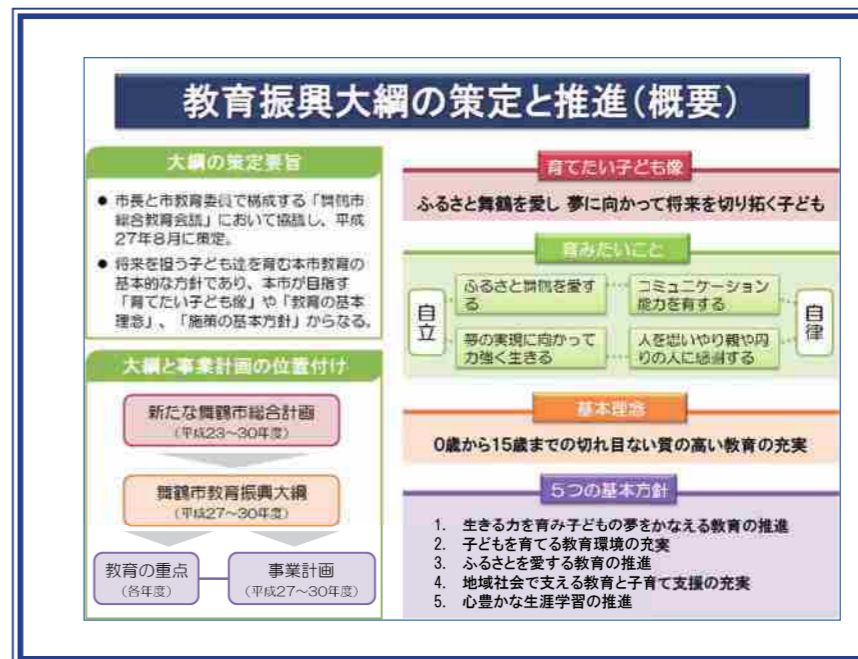 教育振興大綱の策定と推進(概要)
大綱の策定要旨
● 市長と市教育委員で構成する「舞鶴市
総合教育会議」において協議し、平成
27年8月に策定。
● 将来を担う子ども達を育む本市教育の
基本的な方針であり、本市が目指す
「育てたい子ども像」や「教育の基本
理念」、「施策の基本方針」からなる。
大綱と事業計画の位置付け
新たな舞鶴市総合計画
(平成23~30年度)
舞鶴市教育振興大綱
(平成27~30年度)
教育の重点
(各年度)
事業計画
(平成27~30年度)
育てたい子ども像
ふるさと舞鶴を愛し 夢に向かって将来を切り拓く子ども
育みたいこと
自立
ふるさと舞鶴を愛す
る
夢の実現に向かって
力強く生きる
コミュニケーション
能力を有する
人を思いやり親や周
りの人に感謝する
自律
基本理念
0歳から15歳までの切れ目ない質の高い教育の充実
5つの基本方針
1. 生きる力を育み子どもの夢をかなえる教育の推進
2. 子どもを育てる教育環境の充実
3. ふるさとを愛する教育の推進
4. 地域社会で支える教育と子育て支援の充実
5. 心豊かな生涯学習の推進